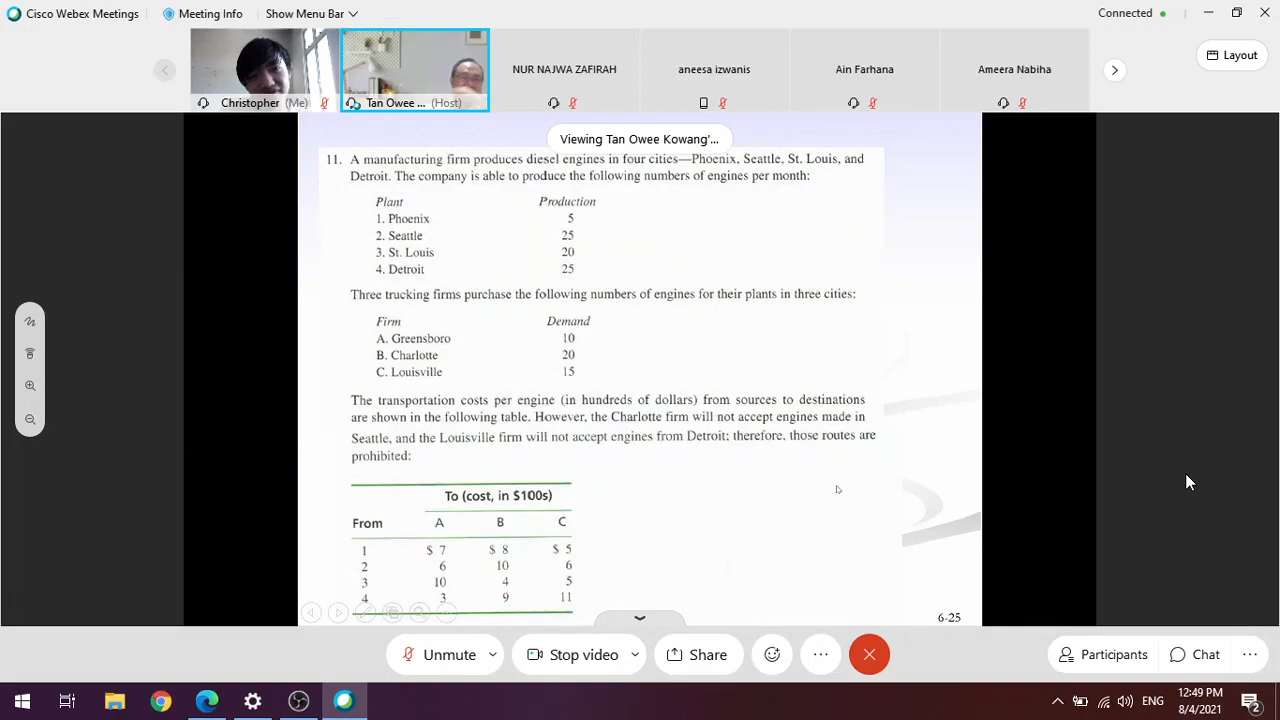 Cisco Webex Meetings
Meeting Info
Show Menu Bar
Connected
Christopher (Me)
Tan Owee ... (Host)
NUR NAJWA ZAFIRAH
aneesa izwanis
Ain Farhana
Ameera Nabiha
Layout
Viewing Tan Owee Kowang'...
11. A manufacturing firm produces diesel engines in four cities—Phoenix, Seattle, St. Louis, and
Detroit. The company is able to produce the following numbers of engines per month:
Plant Production
1. Phoenix 5
2. Seattle 25
3. St. Louis 20
4. Detroit 25
Three trucking firms purchase the following numbers of engines for their plants in three cities:
Firm Demand
A. Greensboro 10
B. Charlotte 20
C. Louisville 15
The transportation costs per engine (in hundreds of dollars) from sources to destinations
are shown in the following table. However, the Charlotte firm will not accept engines made in
Seattle, and the Louisville firm will not accept engines from Detroit; therefore, those routes are
prohibited:
To (cost, in $100s)
From A B C
1 $ 7 $ 8 $ 5
2 6 10 6
3 10 4 5
4 3 9 11
6-25
Unmute
Stop video
Share
Participants
Chat
ENG
12:49 PM
8/4/2021
2